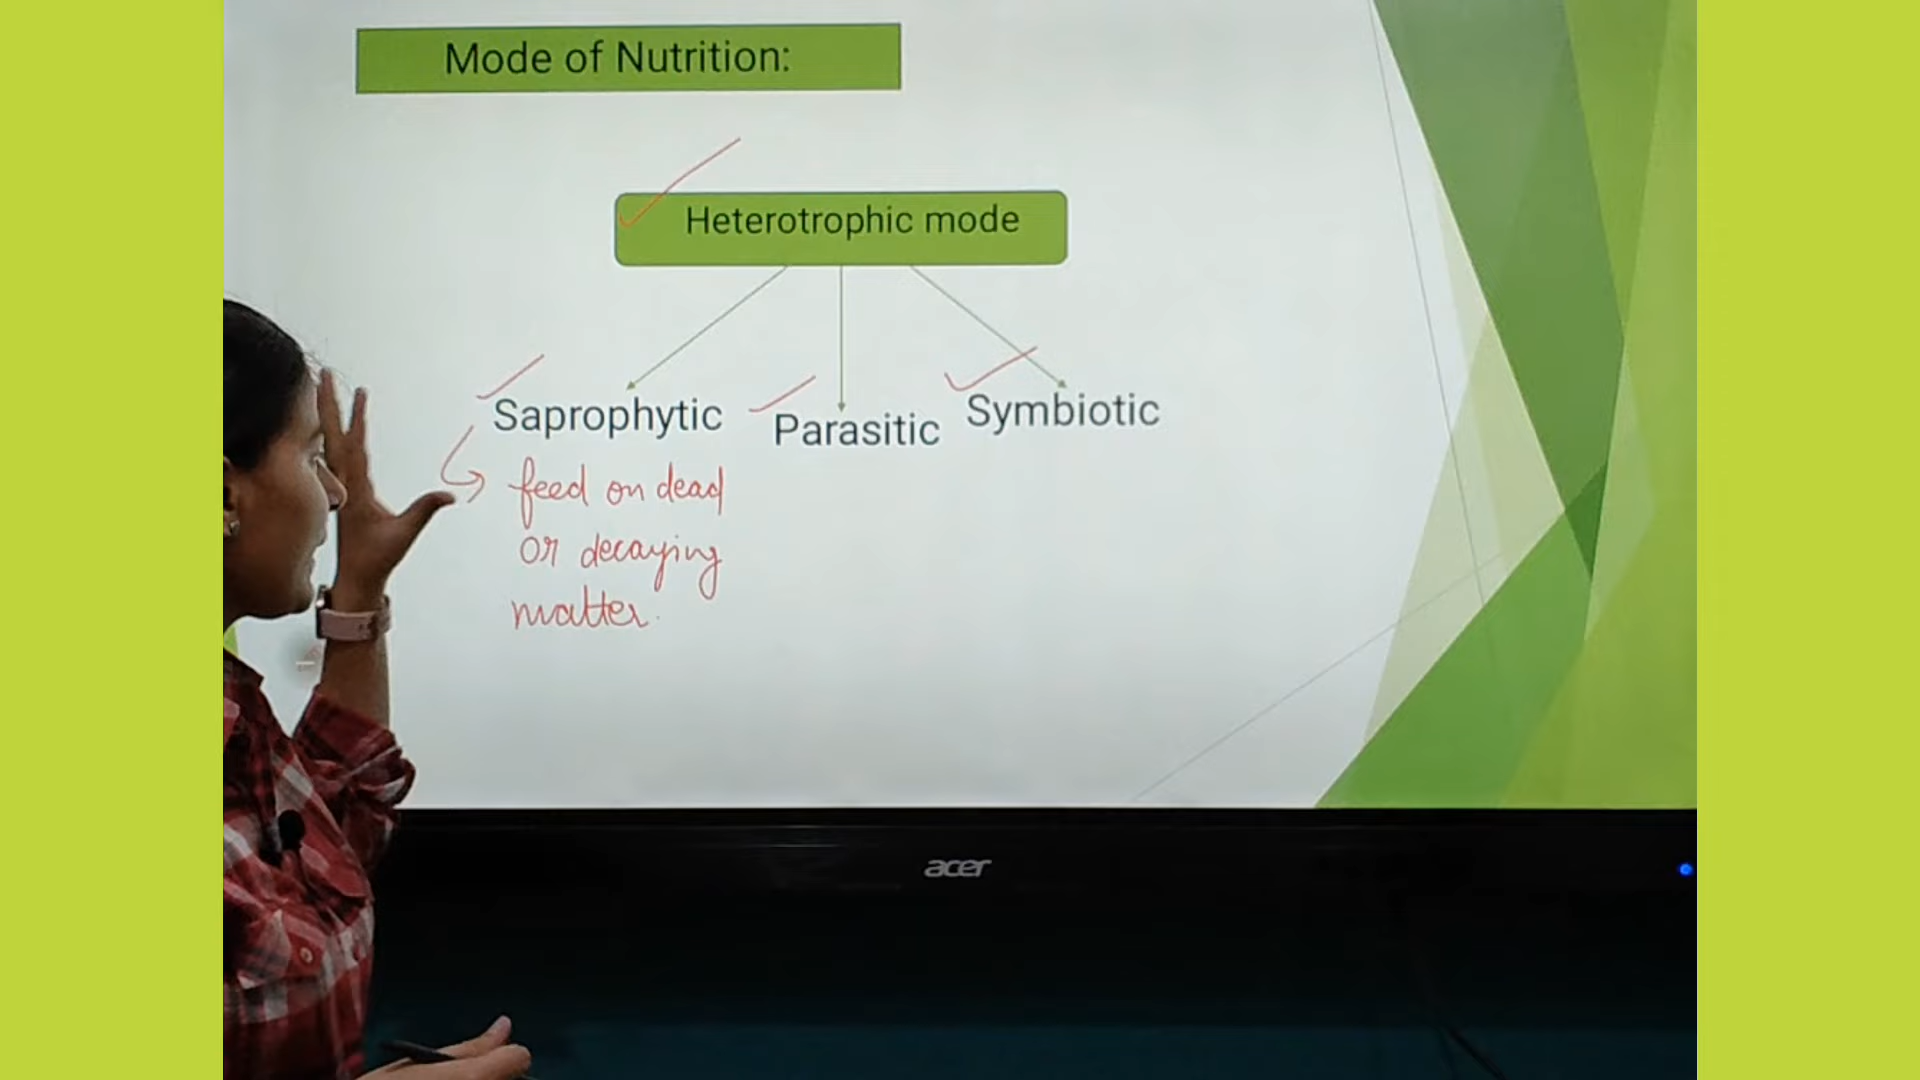 Mode of Nutrition:
Heterotrophic mode
Saprophytic
Parasitic
Symbiotic
feed on dead
or decaying
matter.
acer